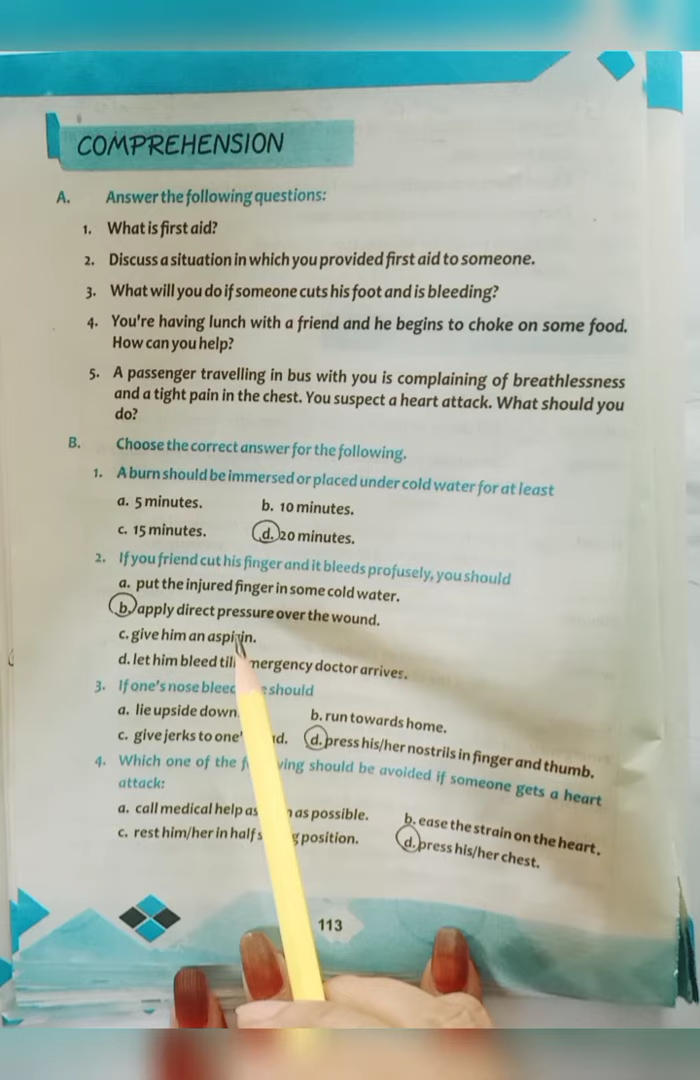 COMPREHENSION
A. Answer the following questions:
1. What is first aid?
2. Discuss a situation in which you provided first aid to someone.
3. What will you do if someone cuts his foot and is bleeding?
4. You're having lunch with a friend and he begins to choke on some food.
How can you help?
5. A passenger travelling in bus with you is complaining of breathlessness
and a tight pain in the chest. You suspect a heart attack. What should you
do?
B. Choose the correct answer for the following.
1. A burn should be immersed or placed under cold water for at least
a. 5 minutes. b. 10 minutes.
c. 15 minutes. d. 20 minutes.
2. If you friend cut his finger and it bleeds profusely, you should
a. put the injured finger in some cold water.
b. apply direct pressure over the wound.
c. give him an aspirin.
d. let him bleed till emergency doctor arrives.
3. If one's nose should
a. lie upside down. b. run towards home.
c. give jerks to one' d. press his/her nostrils in finger and thumb.
4. Which one of the should be avoided if someone gets a heart
attack:
a. call medical help as as possible. b. ease the strain on the heart.
c. rest him/her in half position. d. press his/her chest.
113